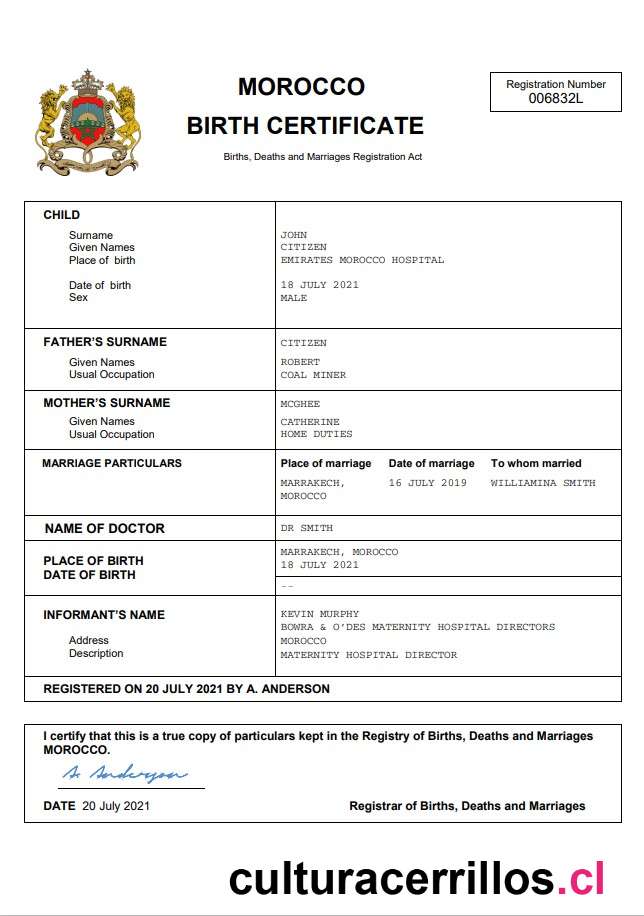 MOROCCO
BIRTH CERTIFICATE
Births, Deaths and Marriages Registration Act
Registration Number
006832L
CHILD
Surname JOHN
Given Names CITIZEN
Place of birth EMIRATES MOROCCO HOSPITAL
Date of birth 18 JULY 2021
Sex MALE
FATHER'S SURNAME CITIZEN
Given Names ROBERT
Usual Occupation COAL MINER
MOTHER'S SURNAME MCGHEE
Given Names CATHERINE
Usual Occupation HOME DUTIES
MARRIAGE PARTICULARS Place of marriage Date of marriage To whom married
MARRAKECH, 16 JULY 2019 WILLIAMINA SMITH
MOROCCO
NAME OF DOCTOR DR SMITH
PLACE OF BIRTH MARRAKECH, MOROCCO
DATE OF BIRTH 18 JULY 2021
--
INFORMANT'S NAME KEVIN MURPHY
BOWRA & O'DES MATERNITY HOSPITAL DIRECTORS
Address MOROCCO
Description MATERNITY HOSPITAL DIRECTOR
REGISTERED ON 20 JULY 2021 BY A. ANDERSON
I certify that this is a true copy of particulars kept in the Registry of Births, Deaths and Marriages
MOROCCO.
A. Anderson
DATE 20 July 2021 Registrar of Births, Deaths and Marriages
culturacerrillos.cl